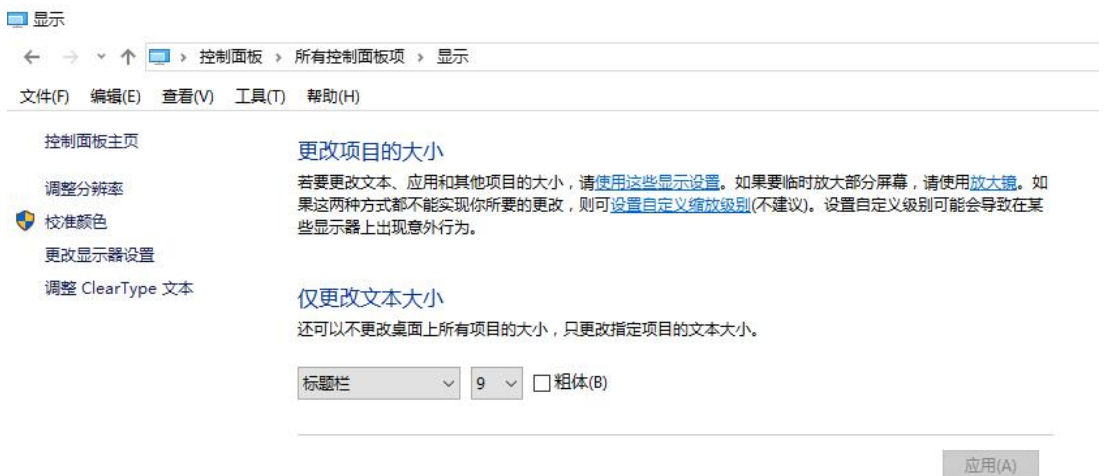 显示
控制面板 › 所有控制面板项 › 显示
文件(F) 编辑(E) 查看(V) 工具(T) 帮助(H)
控制面板主页
调整分辨率
校准颜色
更改显示器设置
调整 ClearType 文本
更改项目的大小
若要更改文本、应用和其他项目的大小，请使用这些显示设置。如果要临时放大部分屏幕，请使用放大镜。如
果这两种方式都不能实现你所要的更改，则可设置自定义缩放级别(不建议)。设置自定义级别可能会导致在某
些显示器上出现意外行为。
仅更改文本大小
还可以不更改桌面上所有项目的大小，只更改指定项目的文本大小。
标题栏 9 粗体(B)
应用(A)